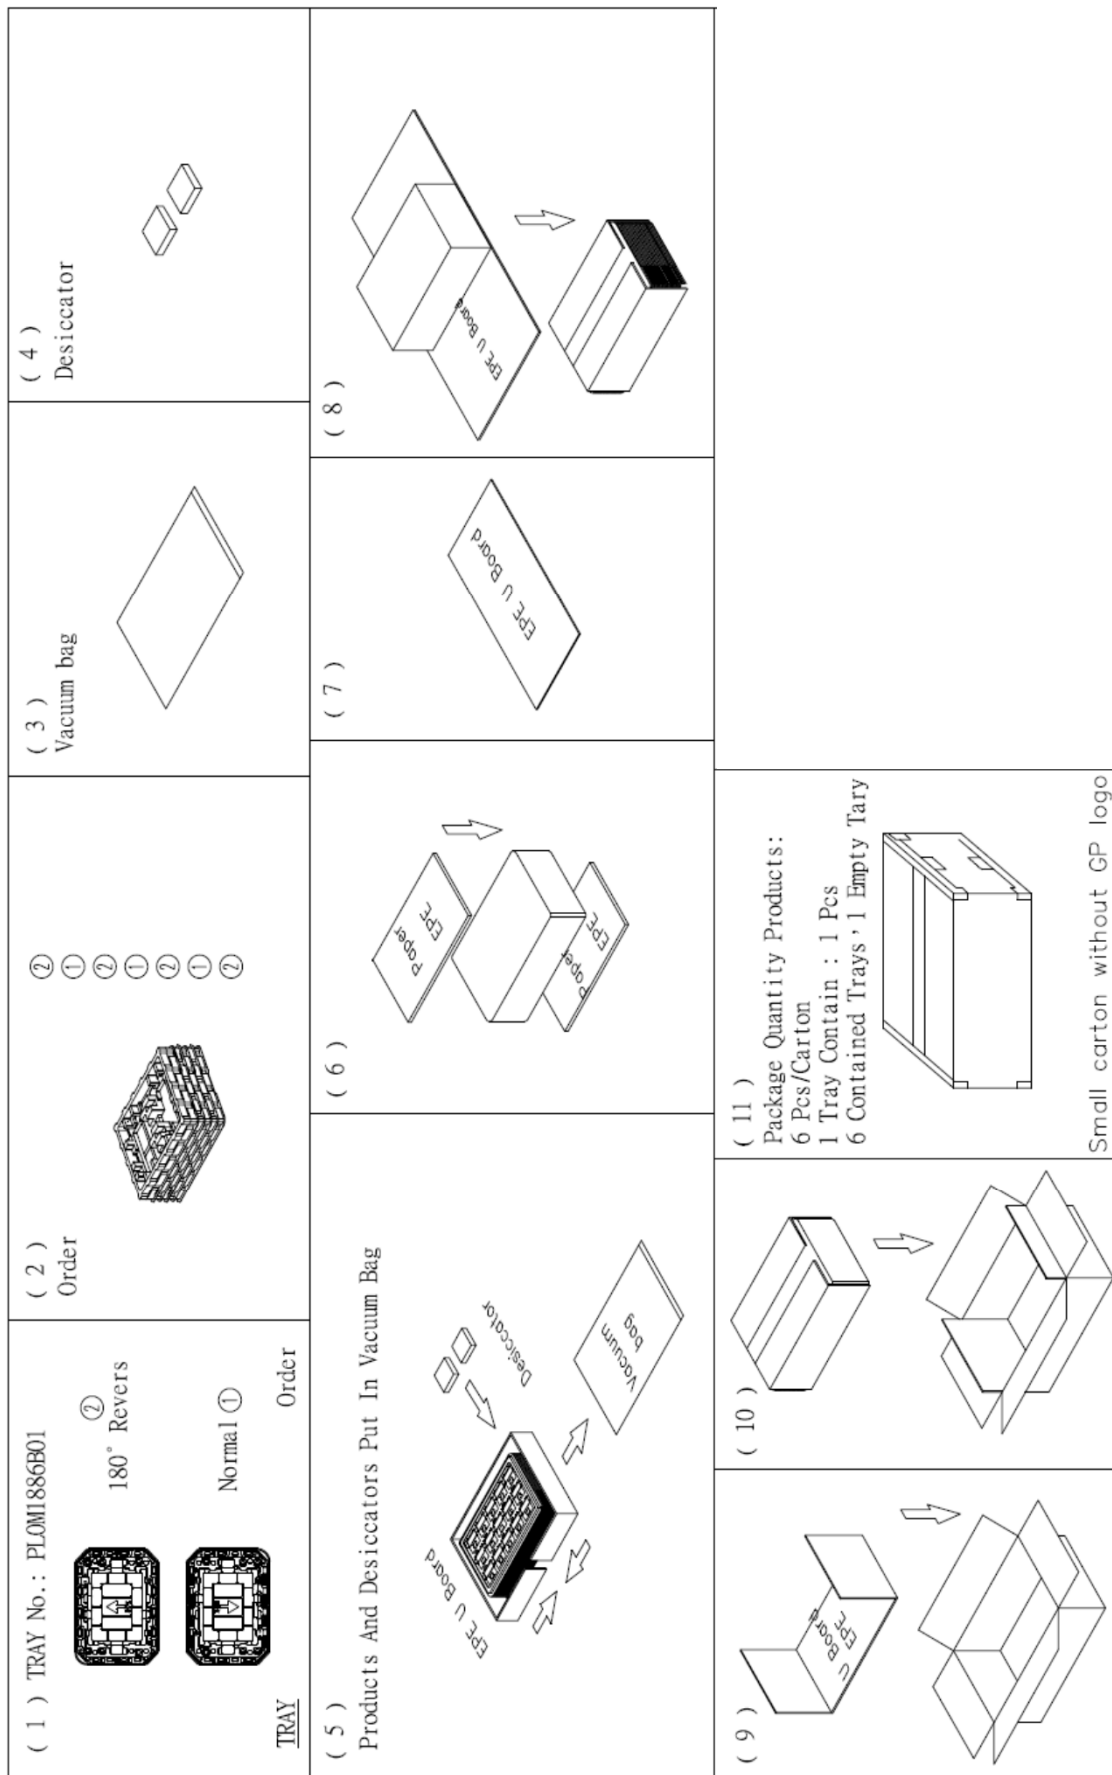 ( 1 ) TRAY No.: PLOM1886B01
②
180° Revers
Normal ①
TRAY
Order
( 2 )
Order
②
①
②
①
②
①
②
( 3 )
Vacuum bag
( 4 )
Desiccator
( 5 )
Products And Desiccators Put In Vacuum Bag
EPE U Board
Desiccator
Vacuum
bag
( 6 )
Paper
EPE
Paper
EPE
( 7 )
EPE U Board
( 8 )
EPE U Board
( 9 )
U Board
EPE
( 10 )
( 11 )
Package Quantity Products:
6 Pcs/Carton
1 Tray Contain : 1 Pcs
6 Contained Trays，1 Empty Tary
Small carton without GP logo